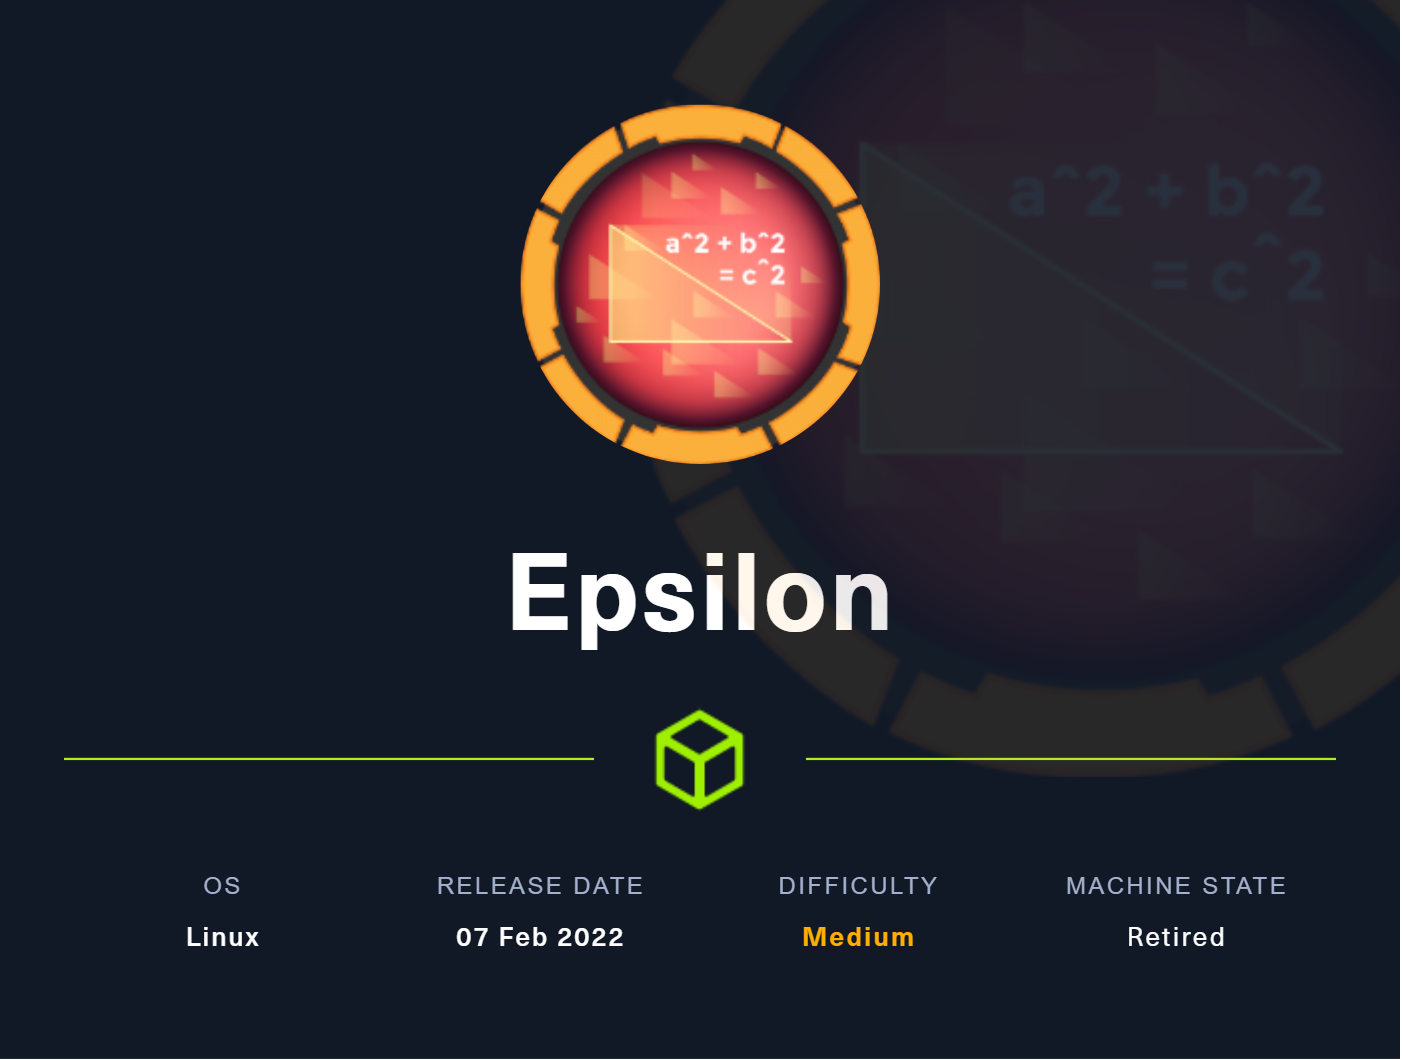 a^2 + b^2
= c^2
a^2 + b^2
= c^2
Epsilon
OS
RELEASE DATE
DIFFICULTY
MACHINE STATE
Linux
07 Feb 2022
Medium
Retired